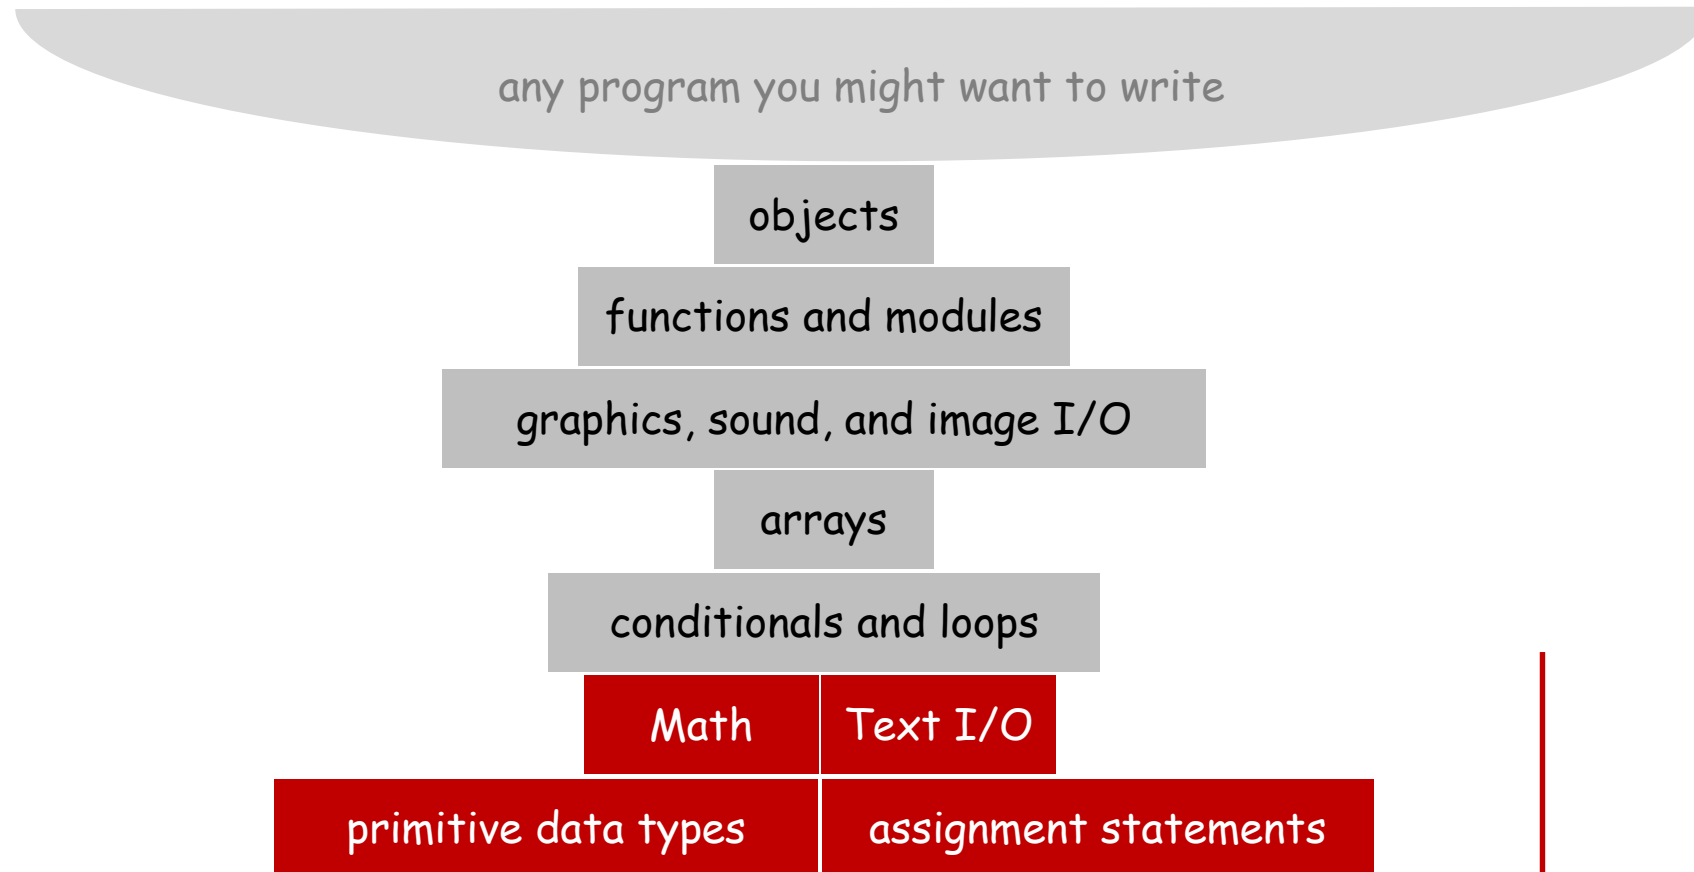 any program you might want to write
objects
functions and modules
graphics, sound, and image I/O
arrays
conditionals and loops
Math Text I/O
primitive data types assignment statements